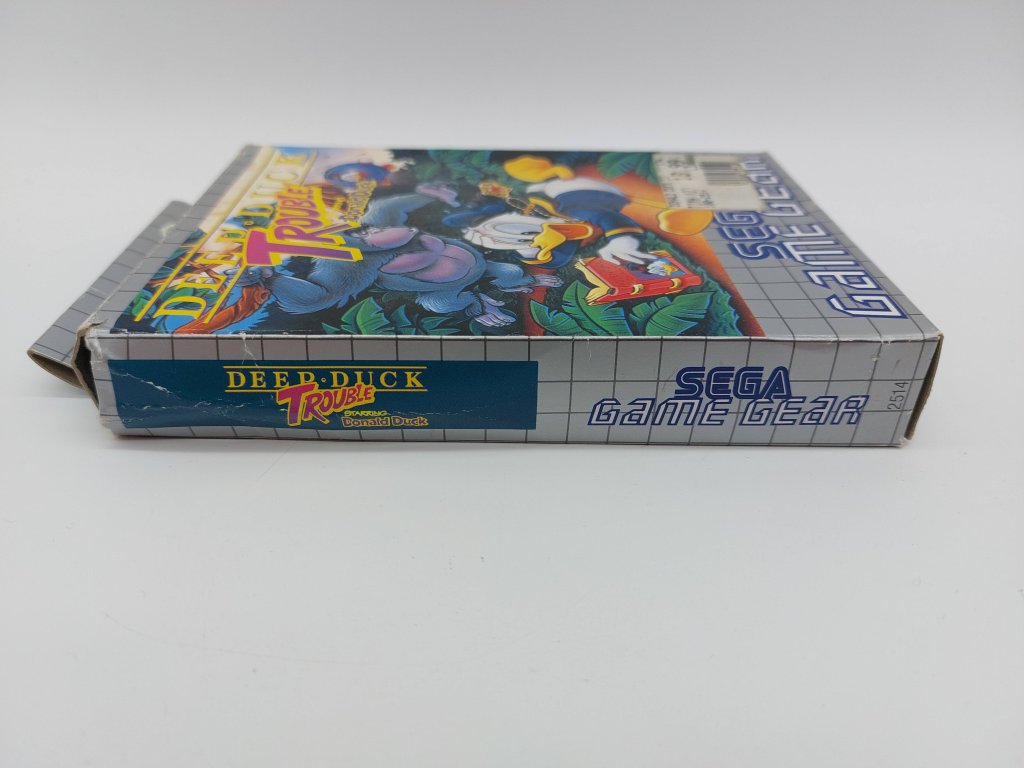 DEEP·DUCK
TROUBLE
SEGA
GAME GEAR
DEEP·DUCK
TROUBLE
STARRING
Donald Duck
SEGA
GAME GEAR
2514